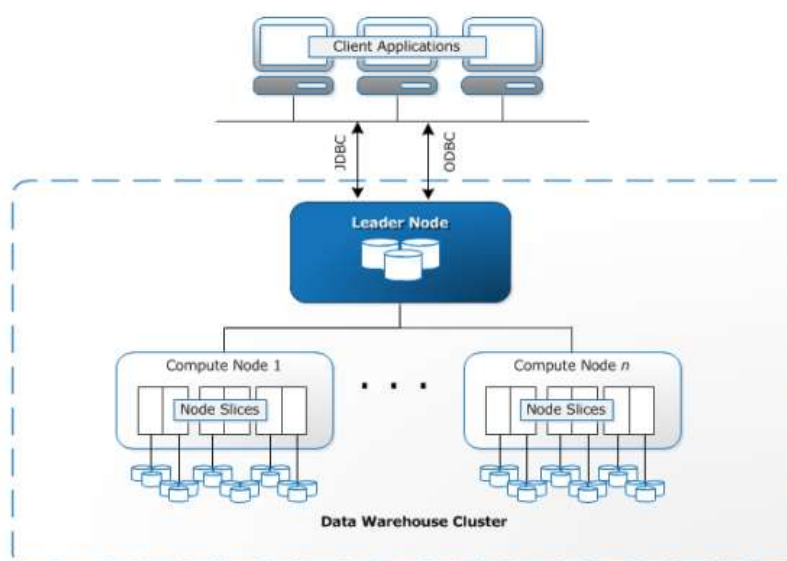 Client Applications
JDBC
ODBC
Leader Node
Compute Node 1
Compute Node n
Node Slices
Node Slices
Data Warehouse Cluster